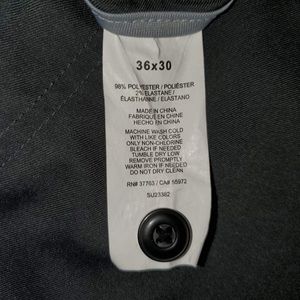 36x30
98% POLYESTER / POLIÉSTER
2% ELASTANE /
ÉLASTHANNE / ELASTANO
MADE IN CHINA
FABRIQUÉ EN CHINE
HECHO EN CHINA
MACHINE WASH COLD
WITH LIKE COLORS
ONLY NON-CHLORINE
BLEACH IF NEEDED
TUMBLE DRY LOW
REMOVE PROMPTLY
WARM IRON IF NEEDED
DO NOT DRY CLEAN
RN# 37763 / CA# 55972
SU23382